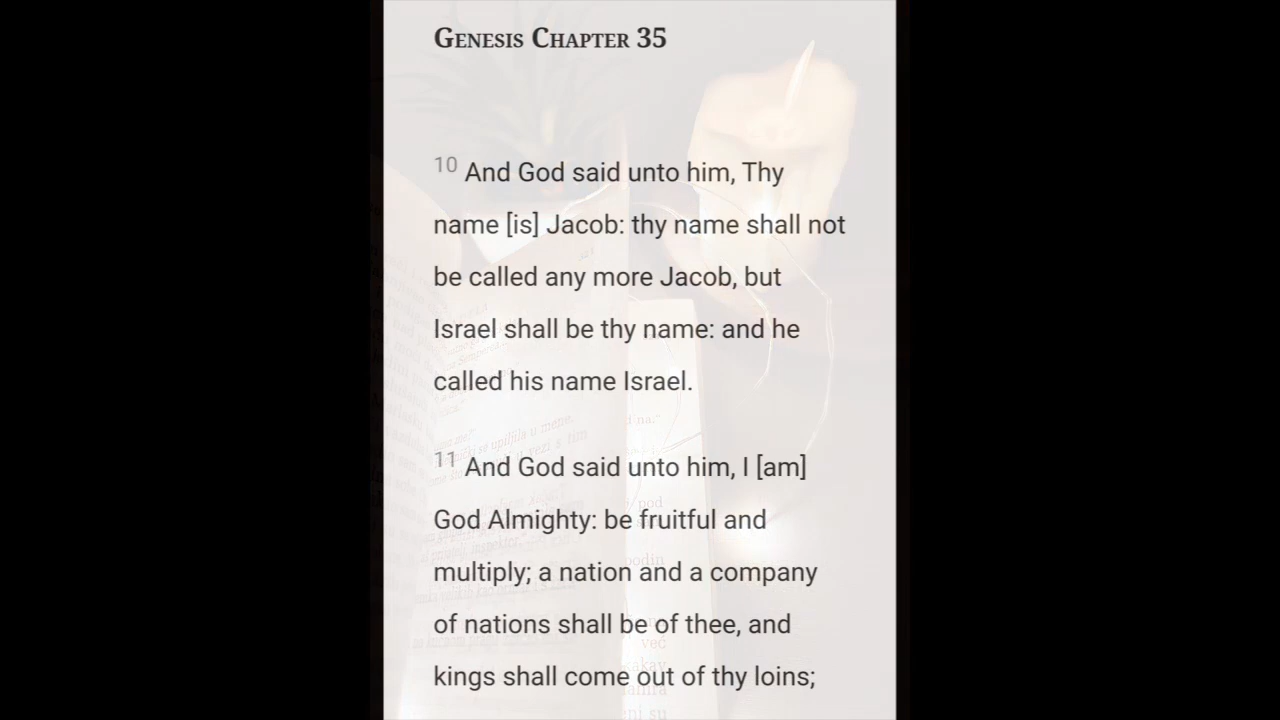 Genesis Chapter 35
10 And God said unto him, Thy
name [is] Jacob: thy name shall not
be called any more Jacob, but
Israel shall be thy name: and he
called his name Israel.
11 And God said unto him, I [am]
God Almighty: be fruitful and
multiply; a nation and a company
of nations shall be of thee, and
kings shall come out of thy loins;